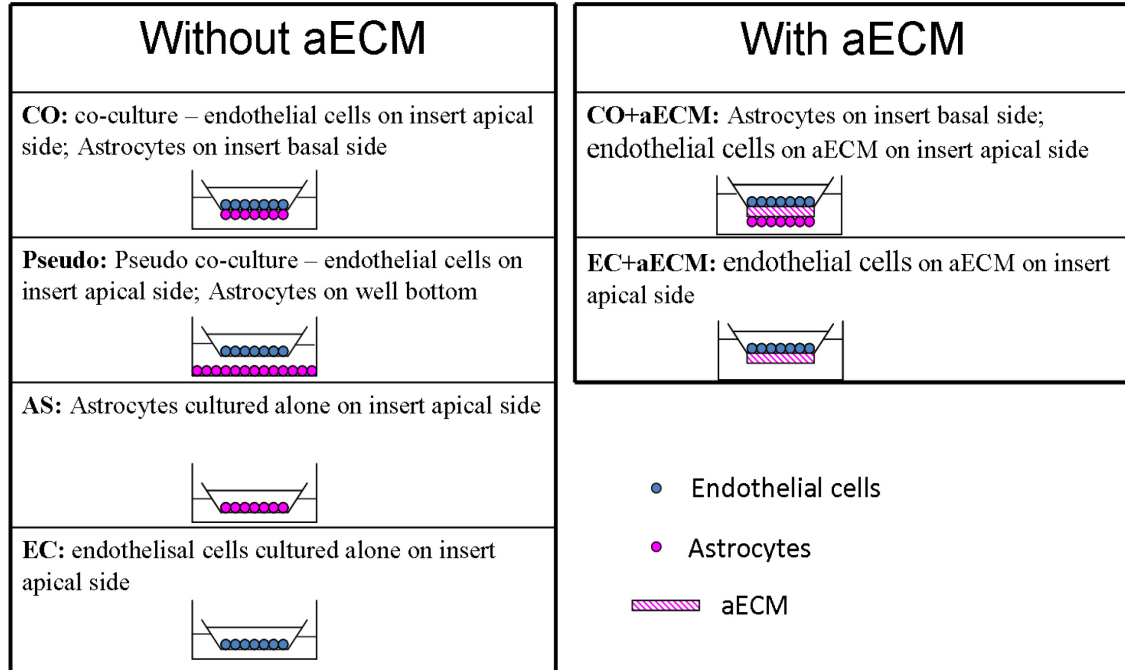 Without aECM
CO: co-culture – endothelial cells on insert apical
side; Astrocytes on insert basal side
Pseudo: Pseudo co-culture – endothelial cells on
insert apical side; Astrocytes on well bottom
AS: Astrocytes cultured alone on insert apical side
EC: endothelisal cells cultured alone on insert
apical side
With aECM
CO+aECM: Astrocytes on insert basal side;
endothelial cells on aECM on insert apical side
EC+aECM: endothelial cells on aECM on insert
apical side
Endothelial cells
Astrocytes
aECM